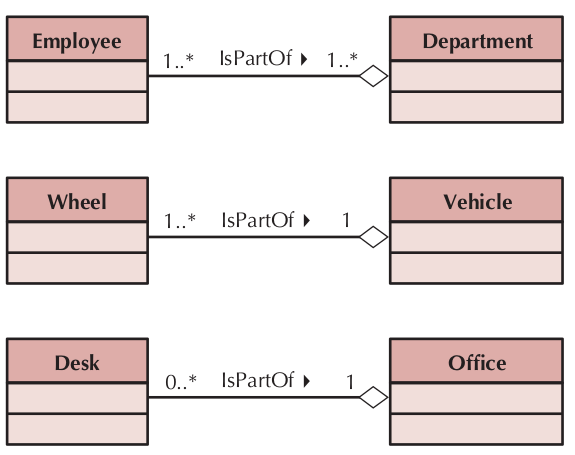 Employee 1..* IsPartOf 1..* Department
Wheel 1..* IsPartOf 1 Vehicle
Desk 0..* IsPartOf 1 Office